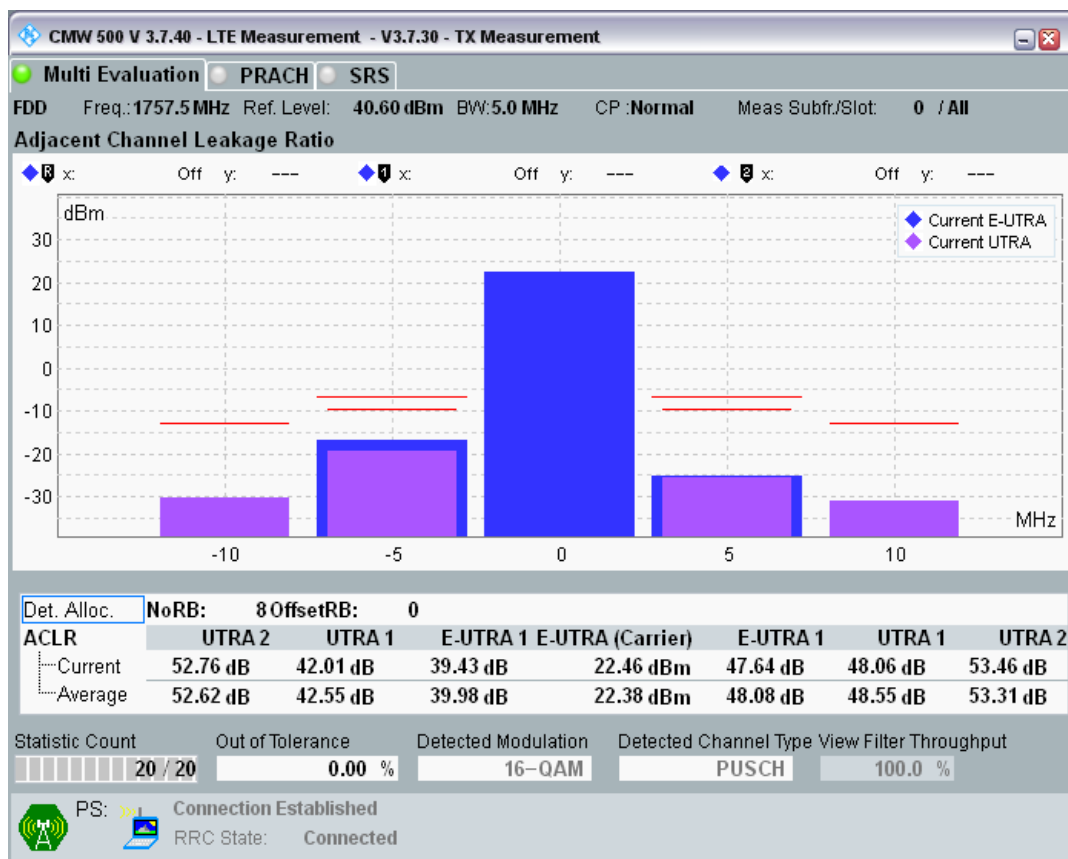 CMW 500 V 3.7.40 - LTE Measurement - V3.7.30 - TX Measurement
Multi Evaluation PRACH SRS
FDD Freq.: 1757.5 MHz Ref. Level: 40.60 dBm BW: 5.0 MHz CP : Normal Meas Subfr./Slot: 0 / All
Adjacent Channel Leakage Ratio
R x: Off y: --- 1 x: Off y: --- 2 x: Off y: ---
dBm
Current E-UTRA
Current UTRA
30
20
10
0
-10
-20
-30
MHz
-10 -5 0 5 10
Det. Alloc. NoRB: 8 OffsetRB: 0
ACLR UTRA 2 UTRA 1 E-UTRA 1 E-UTRA (Carrier) E-UTRA 1 UTRA 1 UTRA 2
Current 52.76 dB 42.01 dB 39.43 dB 22.46 dBm 47.64 dB 48.06 dB 53.46 dB
Average 52.62 dB 42.55 dB 39.98 dB 22.38 dBm 48.08 dB 48.55 dB 53.31 dB
Statistic Count Out of Tolerance Detected Modulation Detected Channel Type View Filter Throughput
20 / 20 0.00 % 16-QAM PUSCH 100.0 %
PS: Connection Established
RRC State: Connected